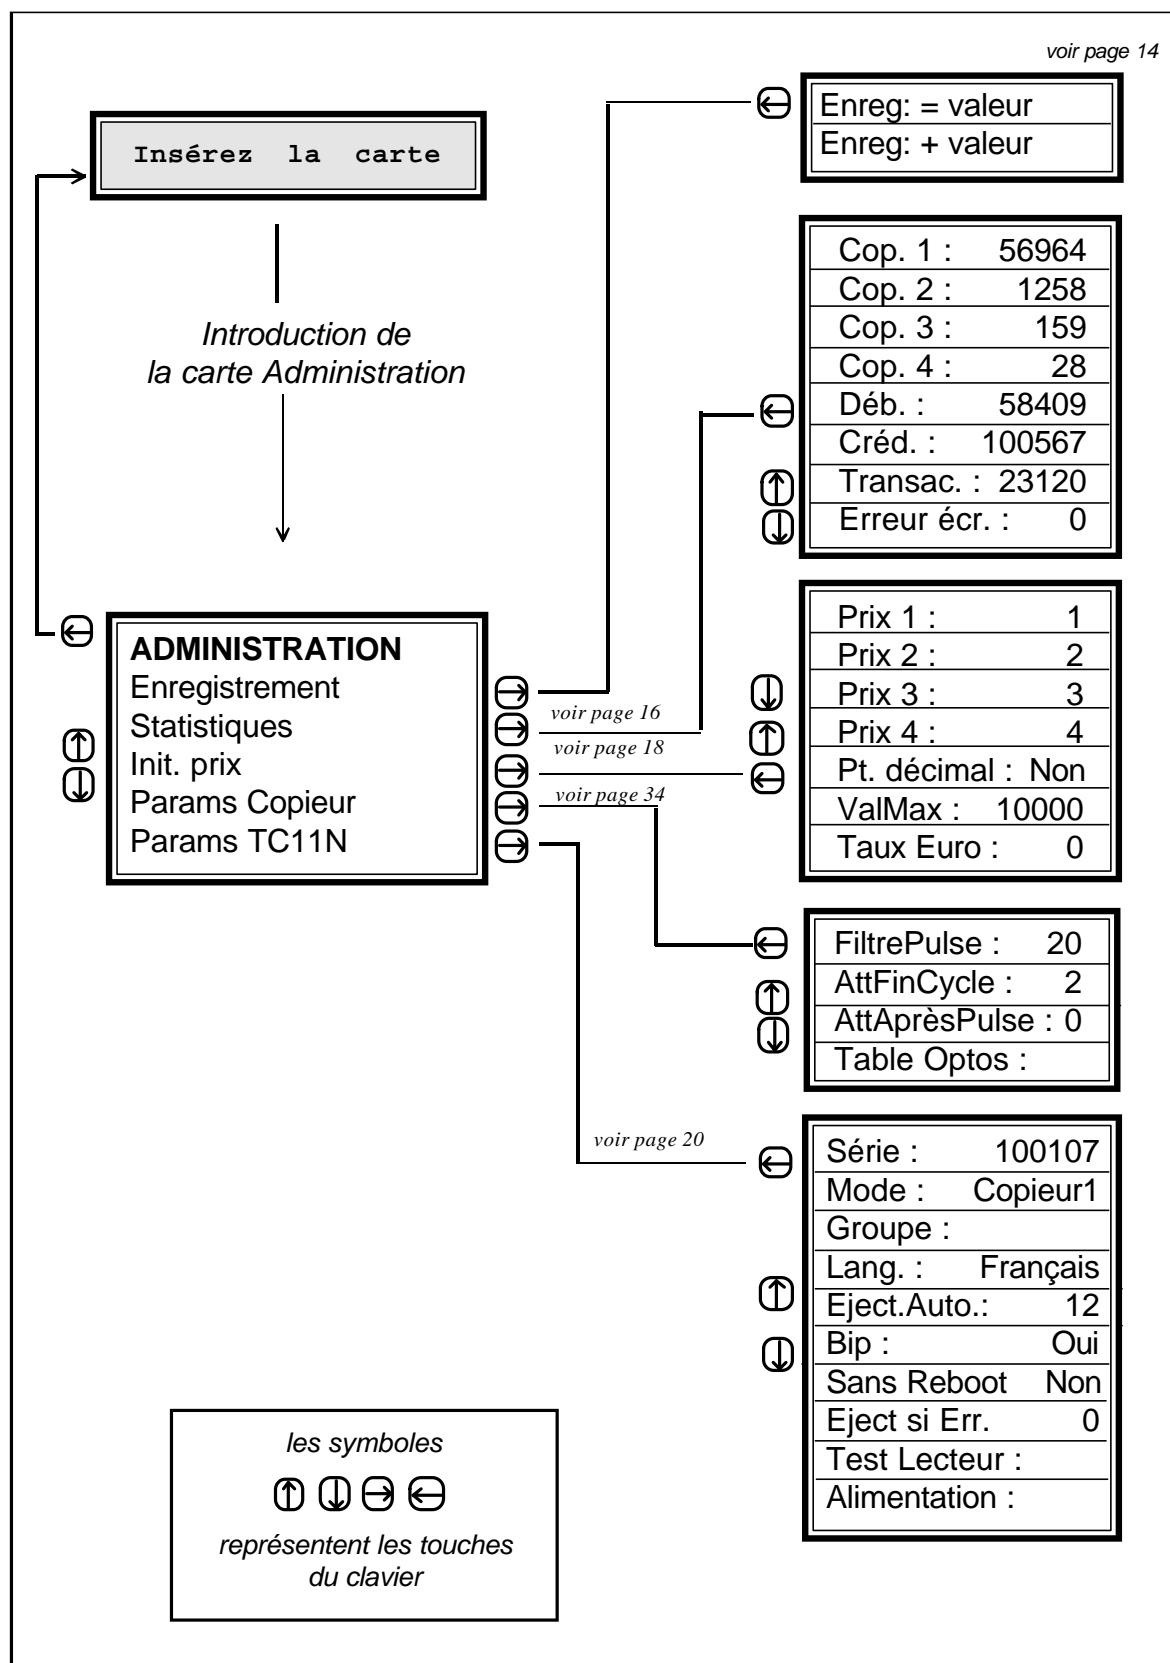 voir page 14
Enreg: = valeur
Enreg: + valeur
Insérez la carte
Introduction de
la carte Administration
Cop. 1 : 56964
Cop. 2 : 1258
Cop. 3 : 159
Cop. 4 : 28
Déb. : 58409
Créd. : 100567
Transac. : 23120
Erreur écr. : 0
ADMINISTRATION
Enregistrement
Statistiques
Init. prix
Params Copieur
Params TC11N
voir page 16
voir page 18
voir page 34
Prix 1 : 1
Prix 2 : 2
Prix 3 : 3
Prix 4 : 4
Pt. décimal : Non
ValMax : 10000
Taux Euro : 0
FiltrePulse : 20
AttFinCycle : 2
AttAprèsPulse : 0
Table Optos :
voir page 20
Série : 100107
Mode : Copieur1
Groupe :
Lang. : Français
Eject.Auto.: 12
Bip : Oui
Sans Reboot Non
Eject si Err. 0
Test Lecteur :
Alimentation :
les symboles
représentent les touches
du clavier